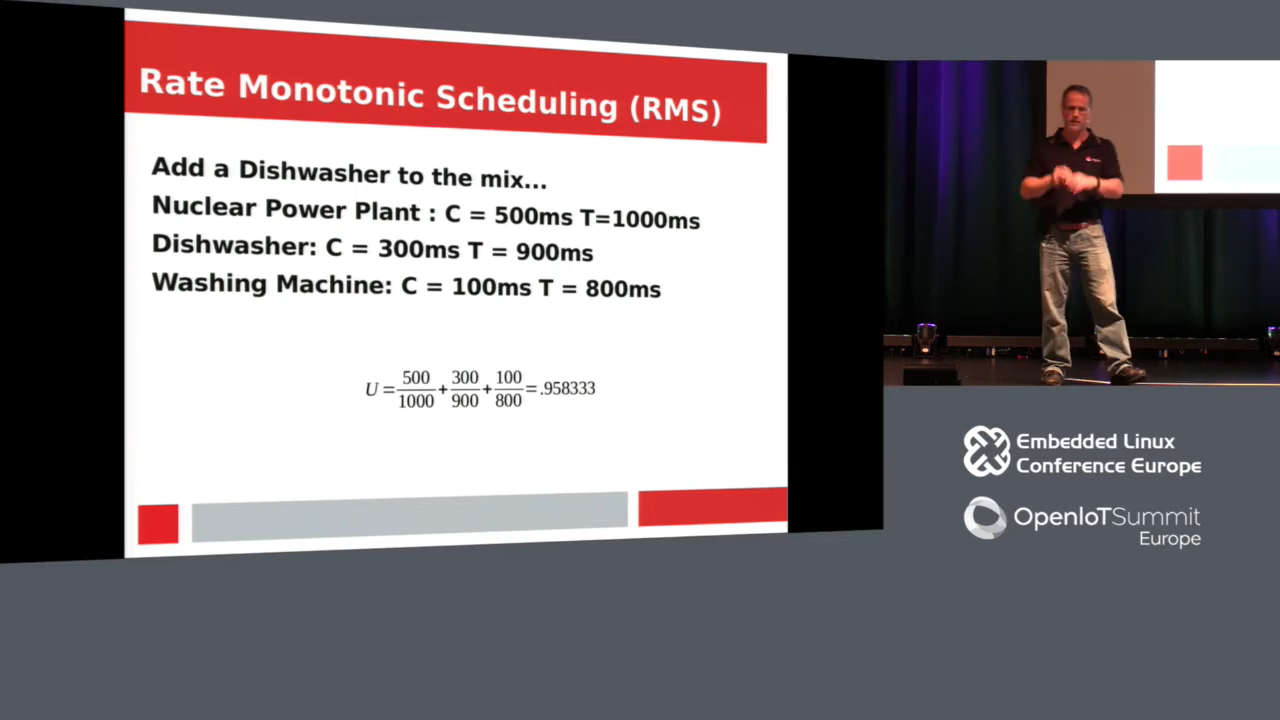 Rate Monotonic Scheduling (RMS)
Add a Dishwasher to the mix...
Nuclear Power Plant : C = 500ms T=1000ms
Dishwasher: C = 300ms T = 900ms
Washing Machine: C = 100ms T = 800ms
U = 500/1000 + 300/900 + 100/800 = .958333
Embedded Linux
Conference Europe
OpenIoTSummit
Europe